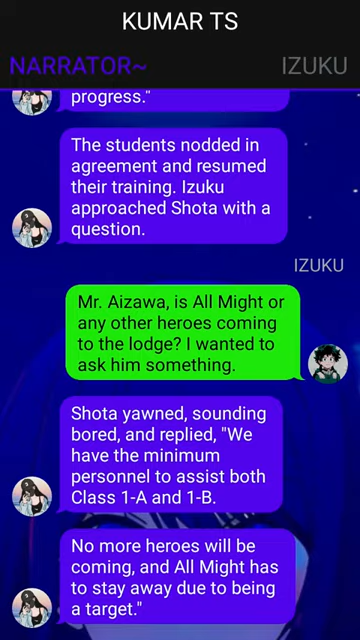 KUMAR TS
NARRATOR~
IZUKU
progress."
The students nodded in
agreement and resumed
their training. Izuku
approached Shota with a
question.
IZUKU
Mr. Aizawa, is All Might or
any other heroes coming
to the lodge? I wanted to
ask him something.
Shota yawned, sounding
bored, and replied, "We
have the minimum
personnel to assist both
Class 1-A and 1-B.
No more heroes will be
coming, and All Might has
to stay away due to being
a target."